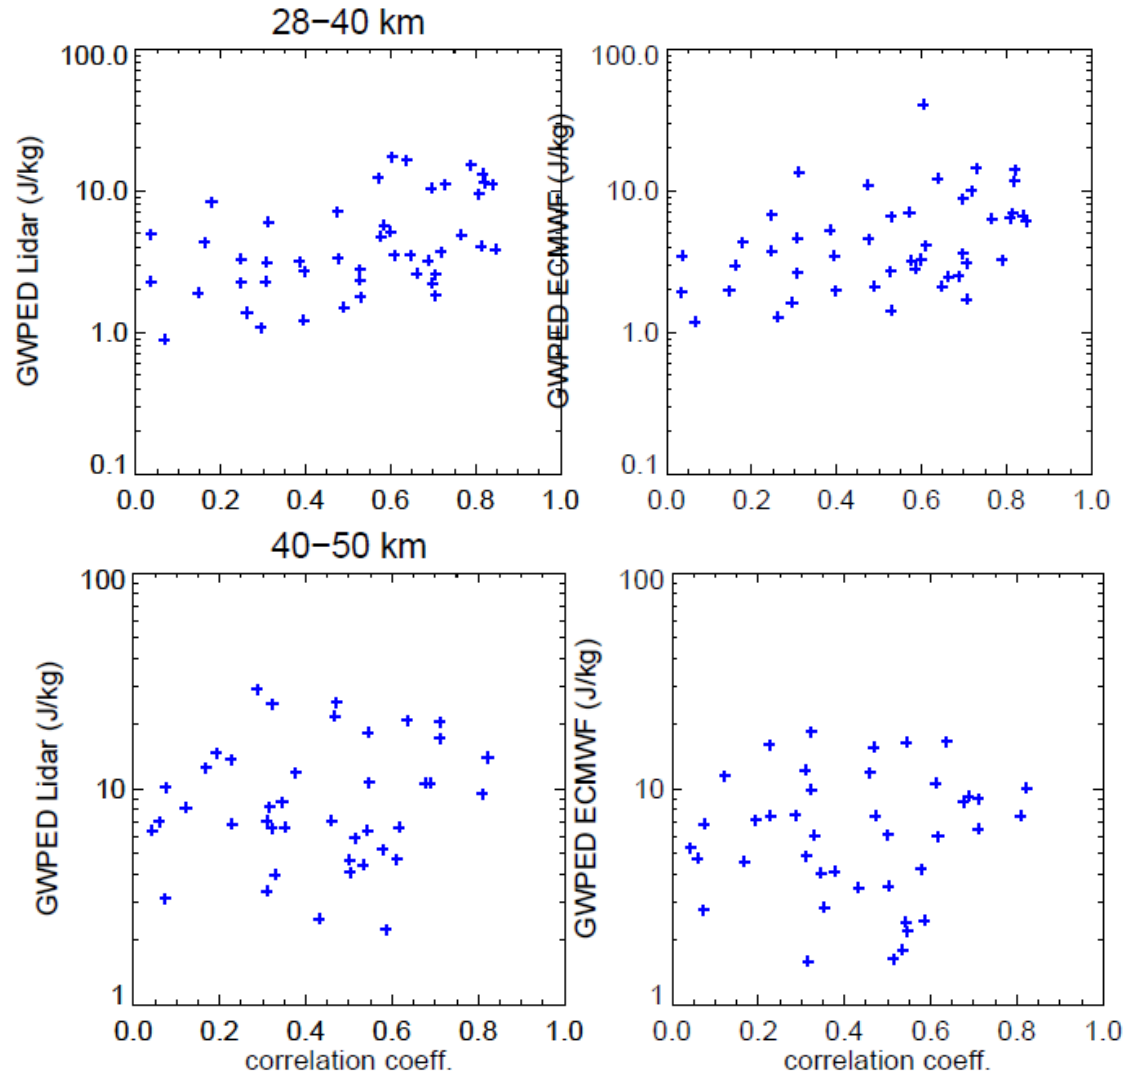 28−40 km
GWPED Lidar (J/kg)
100.0
10.0
1.0
0.1
0.0 0.2 0.4 0.6 0.8 1.0
GWPED ECMWF (J/kg)
100.0
10.0
1.0
0.1
0.0 0.2 0.4 0.6 0.8 1.0
40−50 km
GWPED Lidar (J/kg)
100
10
1
0.0 0.2 0.4 0.6 0.8 1.0
correlation coeff.
GWPED ECMWF (J/kg)
100
10
1
0.0 0.2 0.4 0.6 0.8 1.0
correlation coeff.